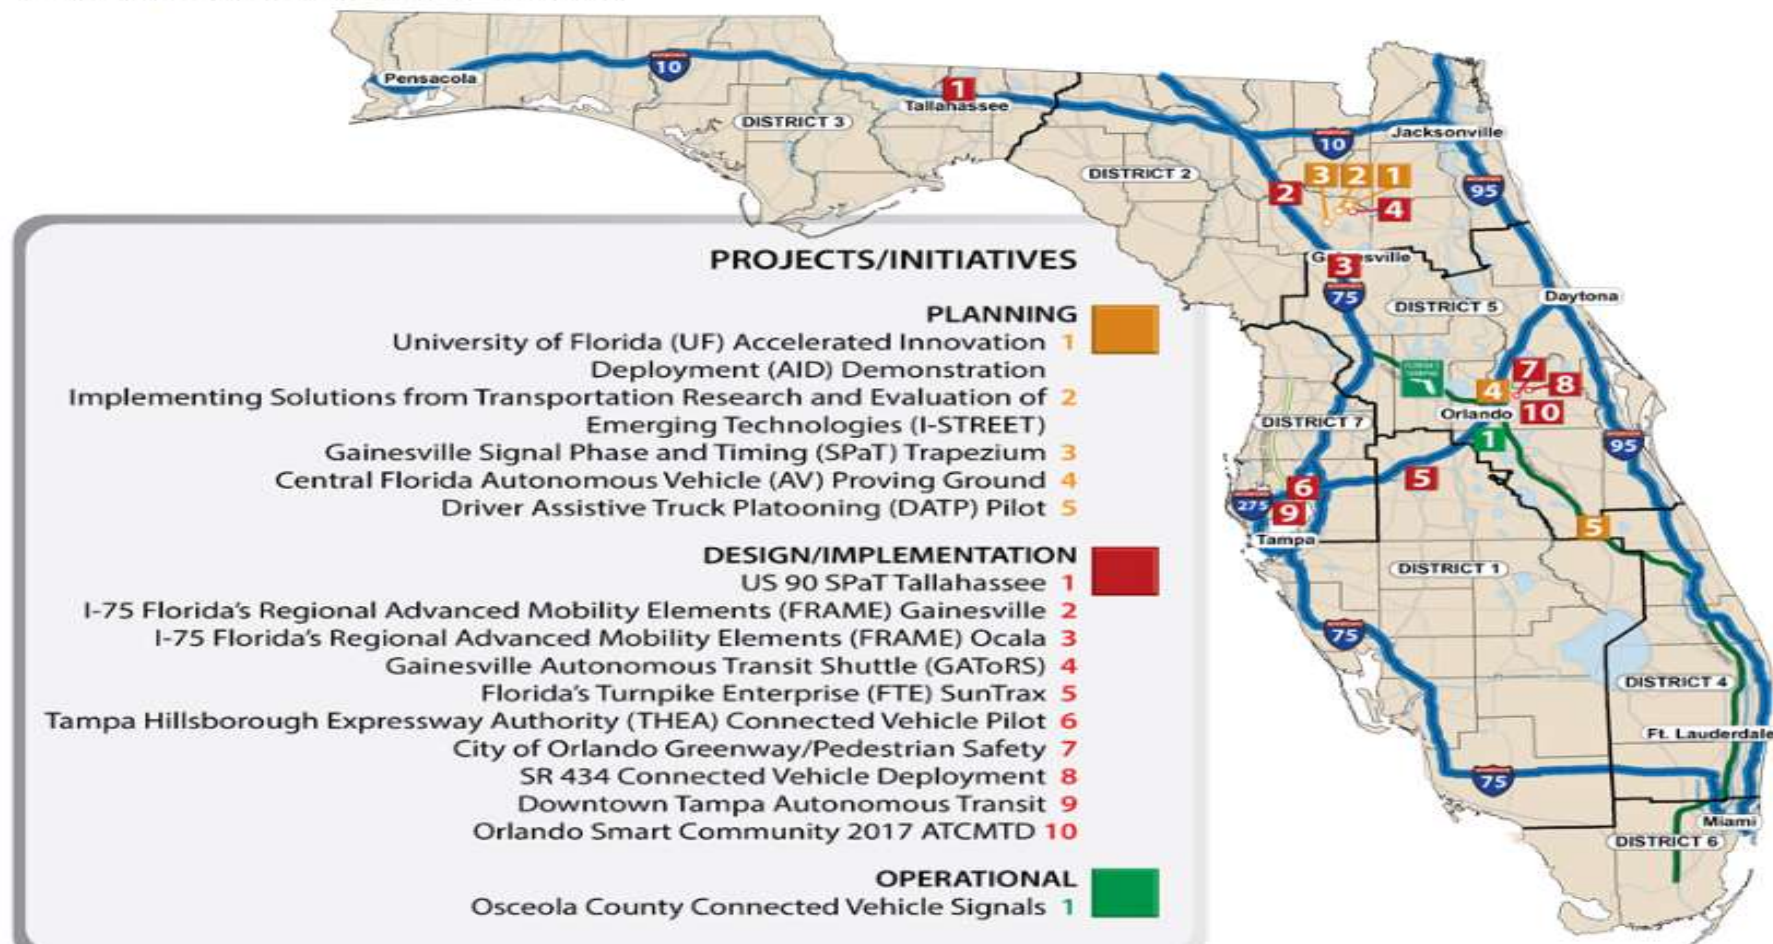 Pensacola
10
1
Tallahassee
DISTRICT 3
DISTRICT 2
Jacksonville
10
95
3 2 1
2
4
3
75
DISTRICT 5
Daytona
4
7
8
10
Orlando
1
DISTRICT 7
95
5
6
275
9
Tampa
5
DISTRICT 1
75
DISTRICT 4
Ft. Lauderdale
75
Miami
DISTRICT 6
PROJECTS/INITIATIVES
PLANNING
University of Florida (UF) Accelerated Innovation 1
Deployment (AID) Demonstration
Implementing Solutions from Transportation Research and Evaluation of 2
Emerging Technologies (I-STREET)
Gainesville Signal Phase and Timing (SPaT) Trapezium 3
Central Florida Autonomous Vehicle (AV) Proving Ground 4
Driver Assistive Truck Platooning (DATP) Pilot 5
DESIGN/IMPLEMENTATION
US 90 SPaT Tallahassee 1
I-75 Florida's Regional Advanced Mobility Elements (FRAME) Gainesville 2
I-75 Florida's Regional Advanced Mobility Elements (FRAME) Ocala 3
Gainesville Autonomous Transit Shuttle (GAToRS) 4
Florida's Turnpike Enterprise (FTE) SunTrax 5
Tampa Hillsborough Expressway Authority (THEA) Connected Vehicle Pilot 6
City of Orlando Greenway/Pedestrian Safety 7
SR 434 Connected Vehicle Deployment 8
Downtown Tampa Autonomous Transit 9
Orlando Smart Community 2017 ATCMTD 10
OPERATIONAL
Osceola County Connected Vehicle Signals 1